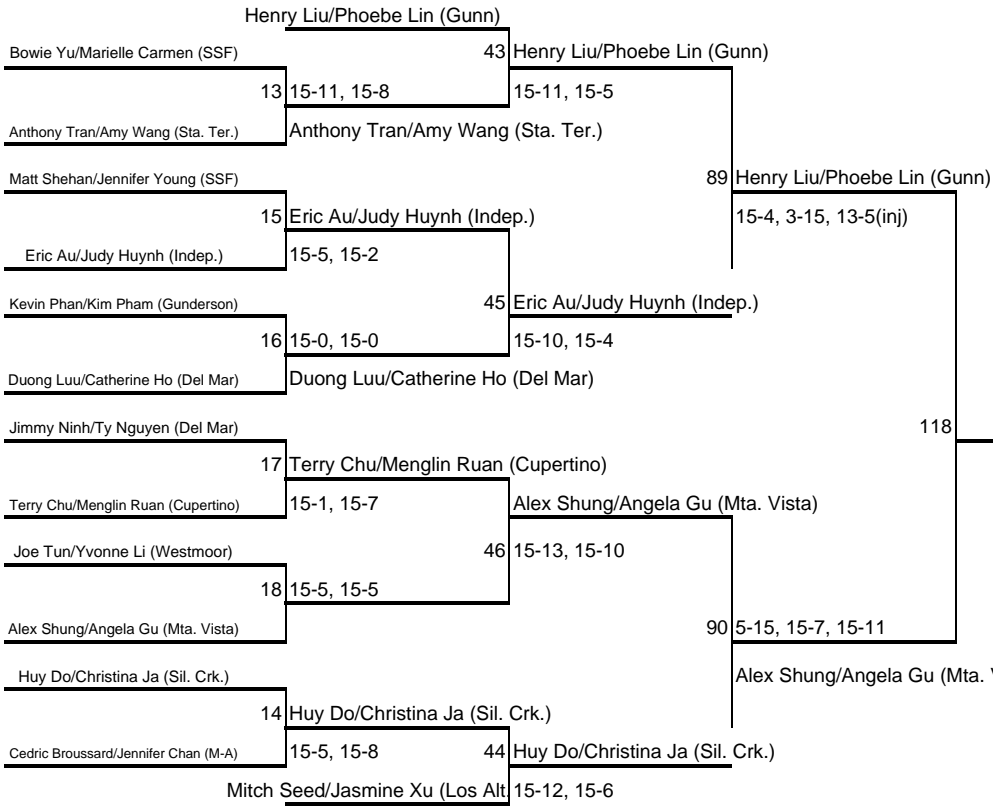 Henry Liu/Phoebe Lin (Gunn)
Bowie Yu/Marielle Carmen (SSF)
43 Henry Liu/Phoebe Lin (Gunn)
13 15-11, 15-8
15-11, 15-5
Anthony Tran/Amy Wang (Sta. Ter.)
Anthony Tran/Amy Wang (Sta. Ter.)
Matt Shehan/Jennifer Young (SSF)
89 Henry Liu/Phoebe Lin (Gunn)
15 Eric Au/Judy Huynh (Indep.)
15-4, 3-15, 13-5(inj)
Eric Au/Judy Huynh (Indep.)
15-5, 15-2
Kevin Phan/Kim Pham (Gunderson)
45 Eric Au/Judy Huynh (Indep.)
16 15-0, 15-0
15-10, 15-4
Duong Luu/Catherine Ho (Del Mar)
Duong Luu/Catherine Ho (Del Mar)
Jimmy Ninh/Ty Nguyen (Del Mar)
118
17 Terry Chu/Menglin Ruan (Cupertino)
Terry Chu/Menglin Ruan (Cupertino)
15-1, 15-7
Alex Shung/Angela Gu (Mta. Vista)
Joe Tun/Yvonne Li (Westmoor)
46 15-13, 15-10
18 15-5, 15-5
Alex Shung/Angela Gu (Mta. Vista)
90 5-15, 15-7, 15-11
Huy Do/Christina Ja (Sil. Crk.)
Alex Shung/Angela Gu (Mta. V
14 Huy Do/Christina Ja (Sil. Crk.)
Cedric Broussard/Jennifer Chan (M-A)
15-5, 15-8
44 Huy Do/Christina Ja (Sil. Crk.)
Mitch Seed/Jasmine Xu (Los Alt.
15-12, 15-6